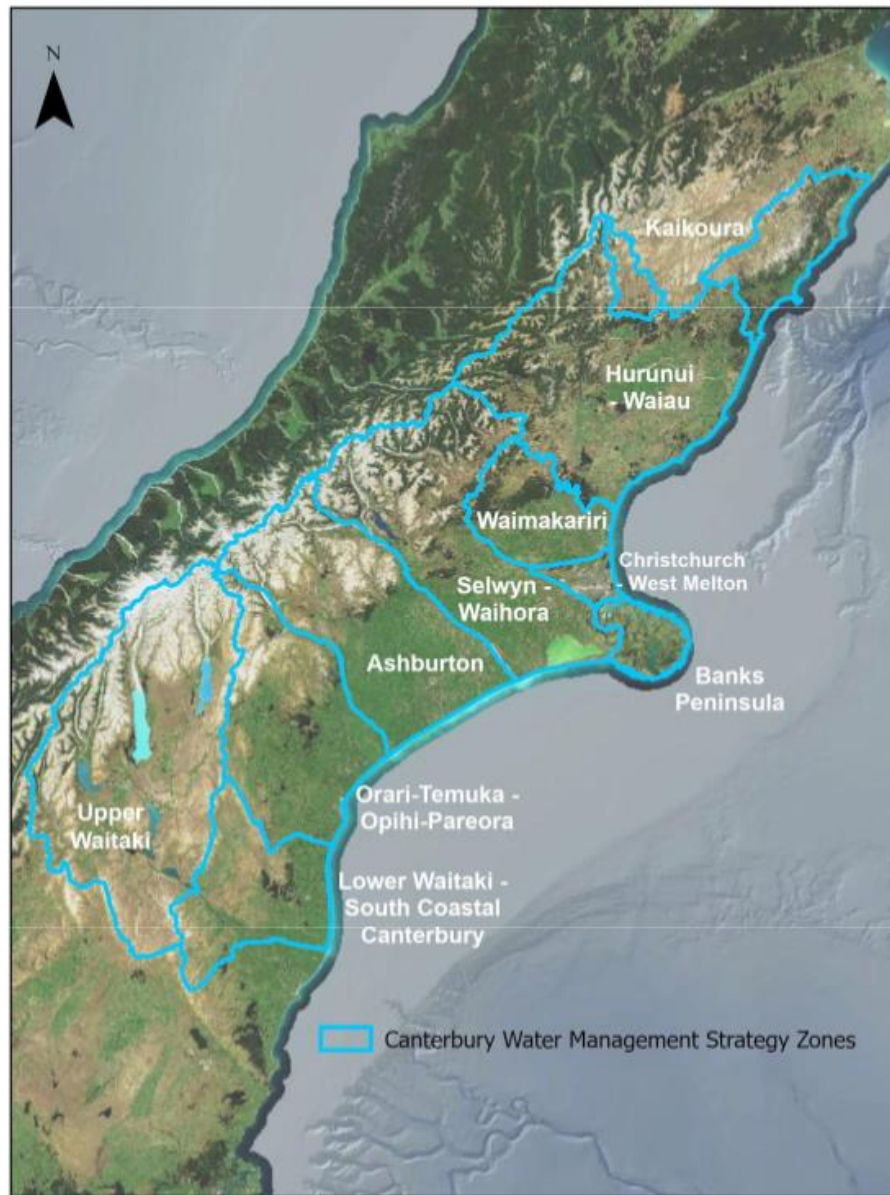 N
Kaikoura
Hurunui
- Waiau
Waimakariri
Christchurch
- West Melton
Selwyn -
Waihora
Ashburton
Banks
Peninsula
Orari-Temuka -
Opihi-Pareora
Upper
Waitaki
Lower Waitaki -
South Coastal
Canterbury
Canterbury Water Management Strategy Zones